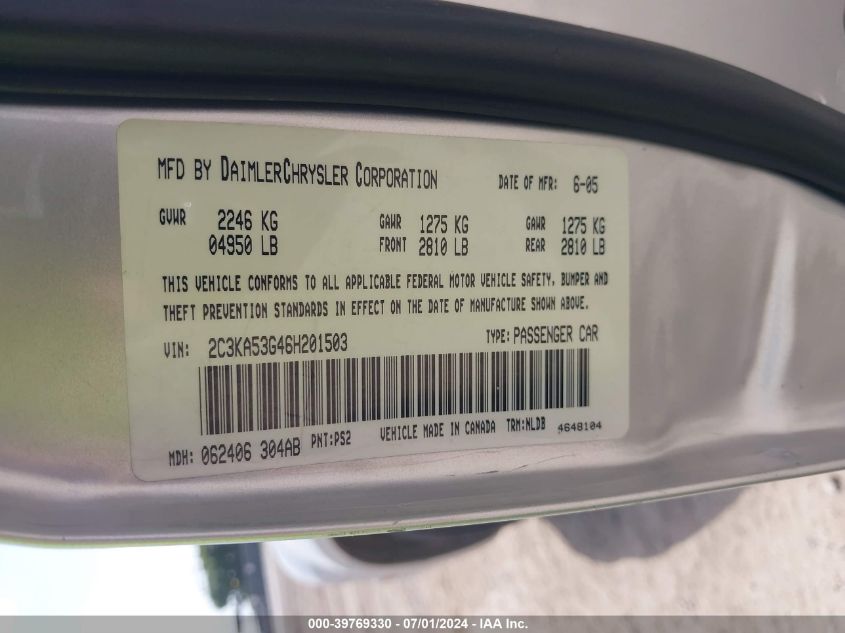 MFD BY DAIMLERCHRYSLER CORPORATION DATE OF MFR: 6-05
GVWR 2246 KG GAWR 1275 KG GAWR 1275 KG
04950 LB FRONT 2810 LB REAR 2810 LB
THIS VEHICLE CONFORMS TO ALL APPLICABLE FEDERAL MOTOR VEHICLE SAFETY, BUMPER AND
THEFT PREVENTION STANDARDS IN EFFECT ON THE DATE OF MANUFACTURE SHOWN ABOVE.
VIN: 2C3KA53G46H201503 TYPE: PASSENGER CAR
MDH: 062406 304AB PNT:PS2 VEHICLE MADE IN CANADA TRM:NLDB 4648104
000-39769330 - 07/01/2024 - IAA Inc.